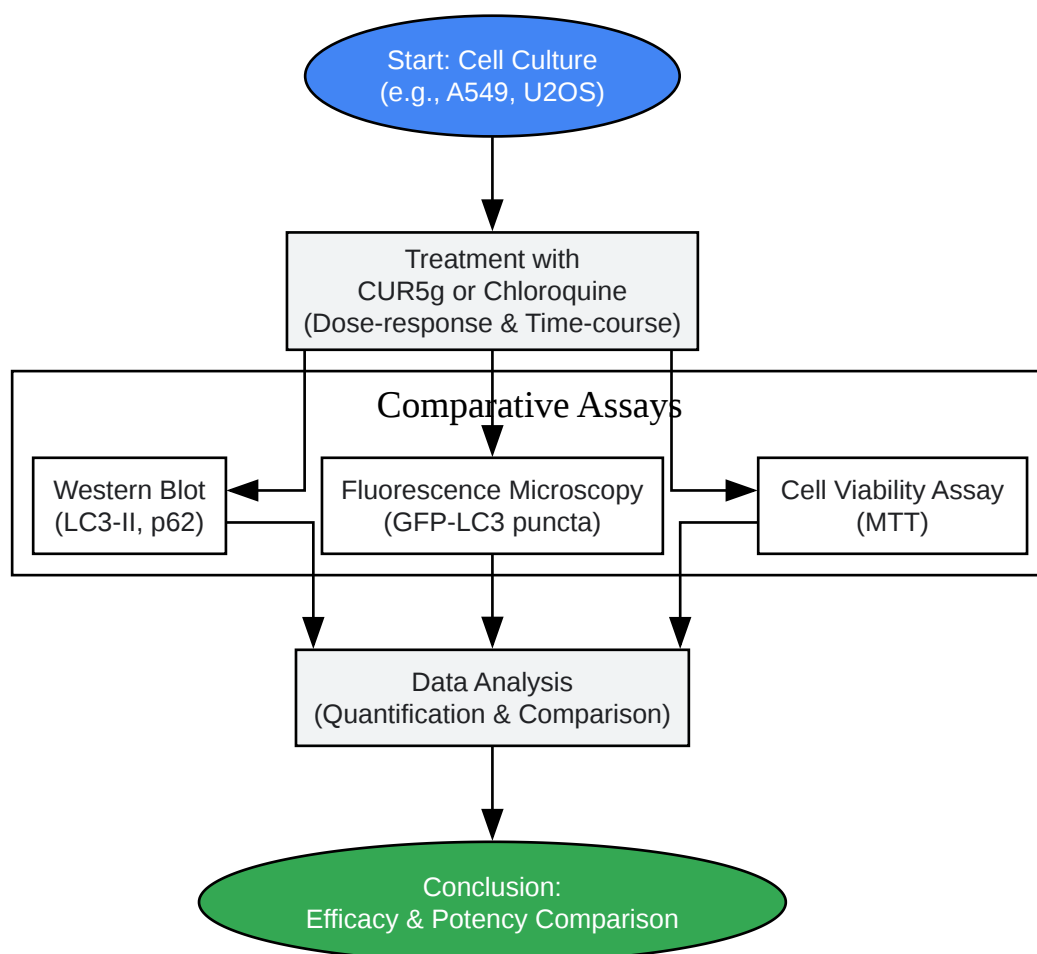 Start: Cell Culture
(e.g., A549, U2OS)
Treatment with
CUR5g or Chloroquine
(Dose-response & Time-course)
Comparative Assays
Western Blot
(LC3-II, p62)
Fluorescence Microscopy
(GFP-LC3 puncta)
Cell Viability Assay
(MTT)
Data Analysis
(Quantification & Comparison)
Conclusion:
Efficacy & Potency Comparison